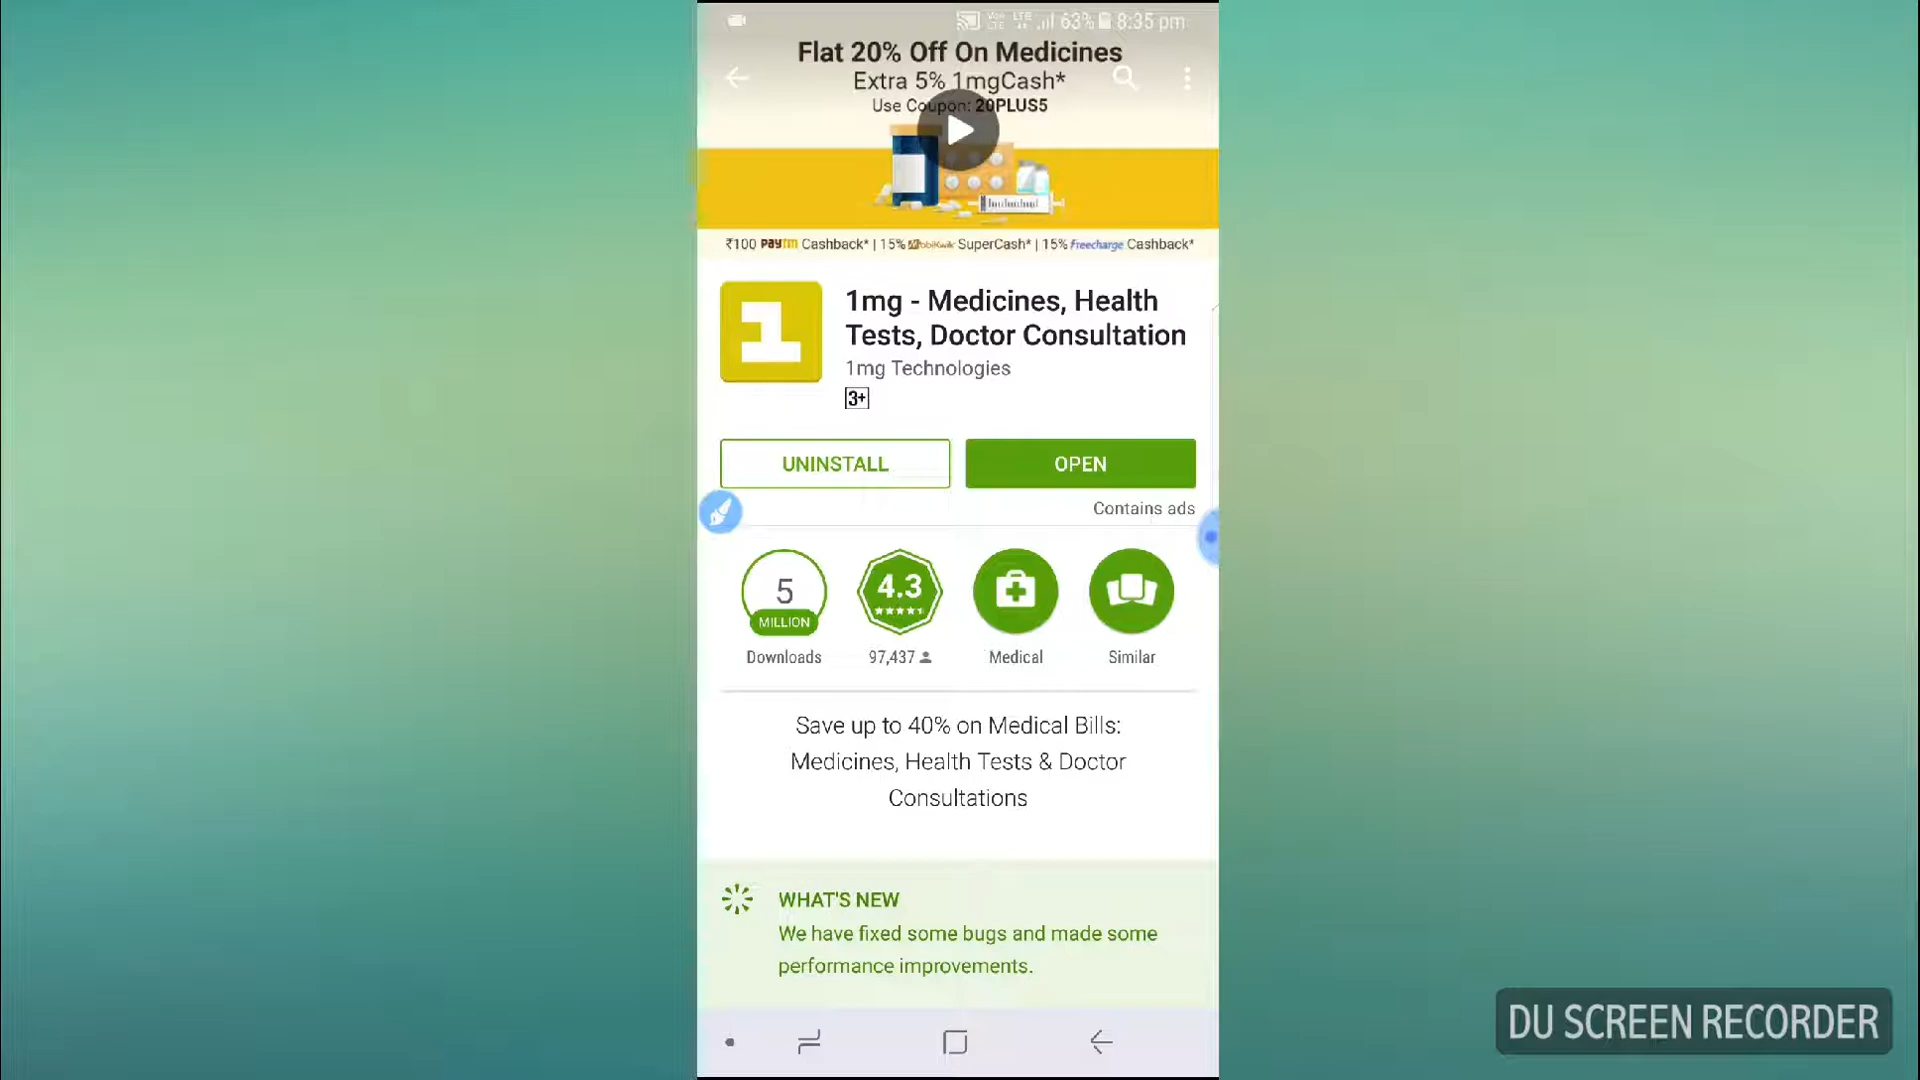 63% 8:35 pm
Flat 20% Off On Medicines
Extra 5% 1mgCash*
Use Coupon: 20PLUS5
₹100 Paytm Cashback* | 15% MobiKwik SuperCash* | 15% Freecharge Cashback*
1mg - Medicines, Health
Tests, Doctor Consultation
1mg Technologies
3+
UNINSTALL
OPEN
Contains ads
5
MILLION
4.3
Downloads
97,437
Medical
Similar
Save up to 40% on Medical Bills:
Medicines, Health Tests & Doctor
Consultations
WHAT'S NEW
We have fixed some bugs and made some
performance improvements.
DU SCREEN RECORDER